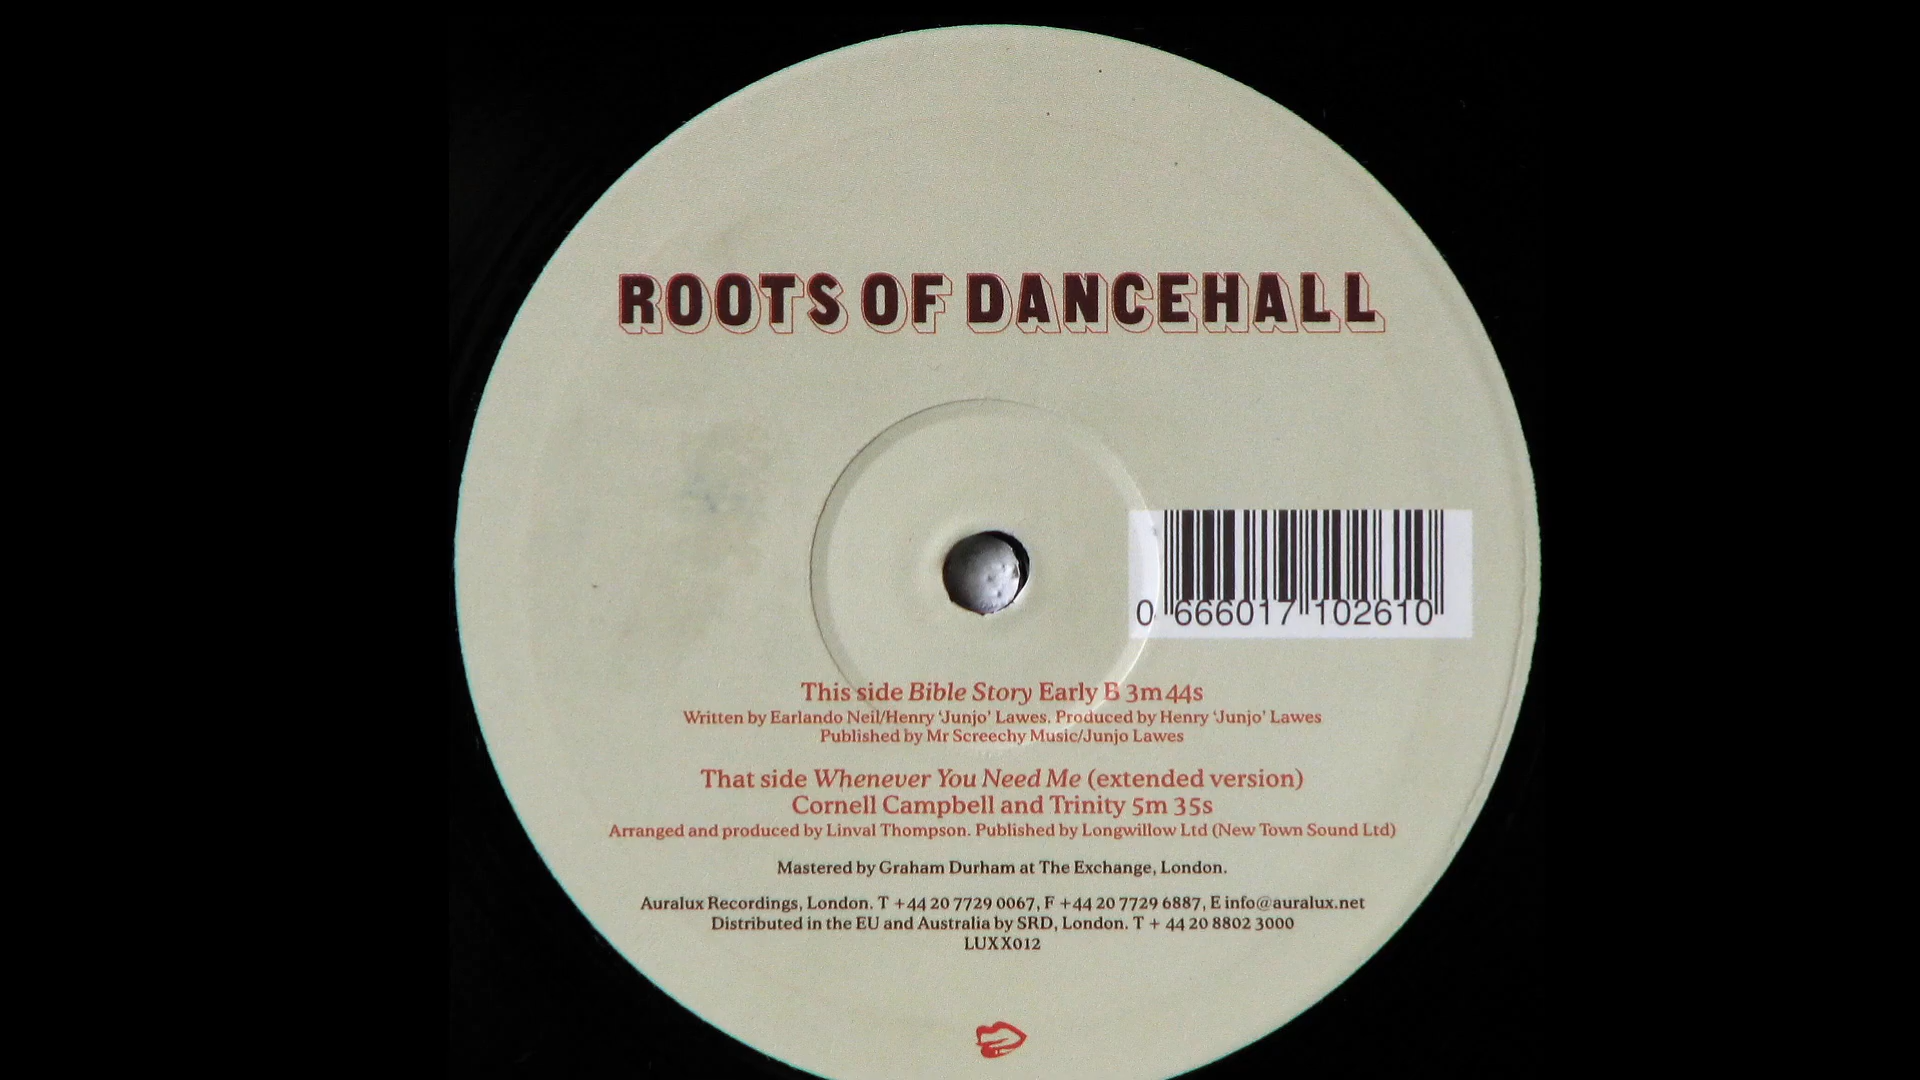 ROOTS OF DANCEHALL
0 666017 102610
This side Bible Story Early B 3m 44s
Written by Earlando Neil/Henry ‘Junjo’ Lawes. Produced by Henry ‘Junjo’ Lawes
Published by Mr Screechy Music/Junjo Lawes
That side Whenever You Need Me (extended version)
Cornell Campbell and Trinity 5m 35s
Arranged and produced by Linval Thompson. Published by Longwillow Ltd (New Town Sound Ltd)
Mastered by Graham Durham at The Exchange, London.
Auralux Recordings, London. T +44 20 7729 0067, F +44 20 7729 6887, E info@auralux.net
Distributed in the EU and Australia by SRD, London. T + 44 20 8802 3000
LUXX012